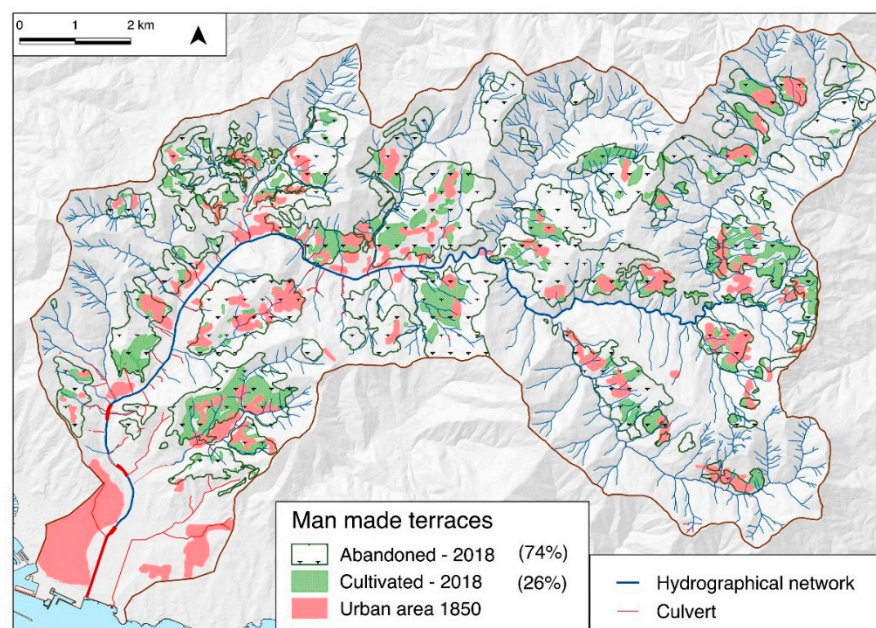 0 1 2 km
Man made terraces
Abandoned - 2018 (74%)
Cultivated - 2018 (26%)
Urban area 1850
Hydrographical network
Culvert